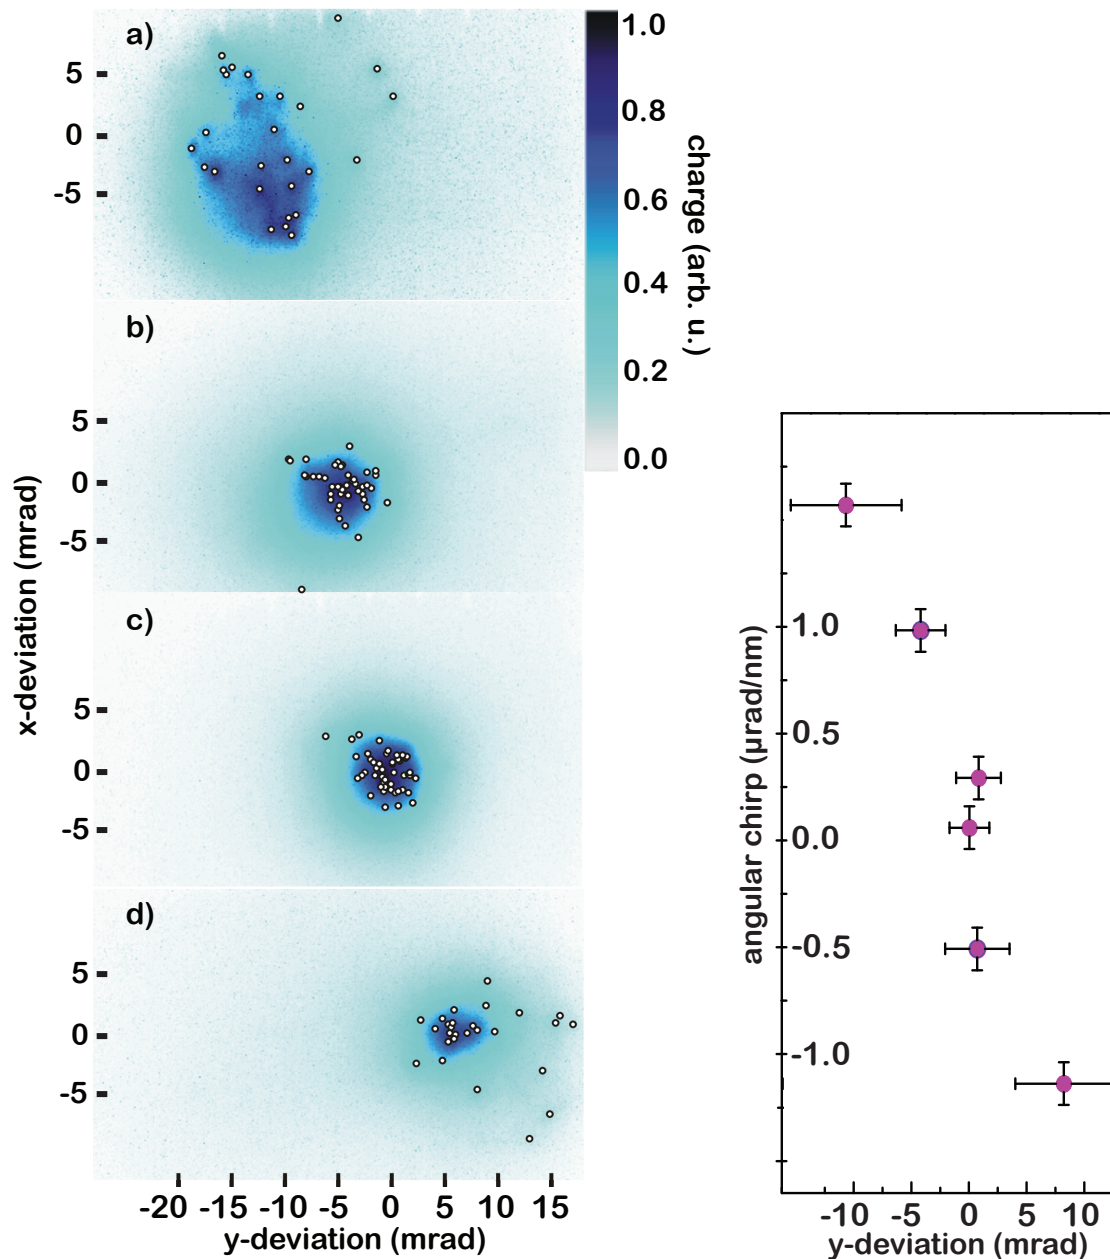 a)
5
0
-5
b)
5
0
-5
c)
5
0
-5
d)
5
0
-5
x-deviation (mrad)
-20 -15 -10 -5 0 5 10 15
y-deviation (mrad)
1.0
0.8
0.6
0.4
0.2
0.0
charge (arb. u.)
1.0
0.5
0.0
-0.5
-1.0
angular chirp (µrad/nm)
-10 -5 0 5 10
y-deviation (mrad)